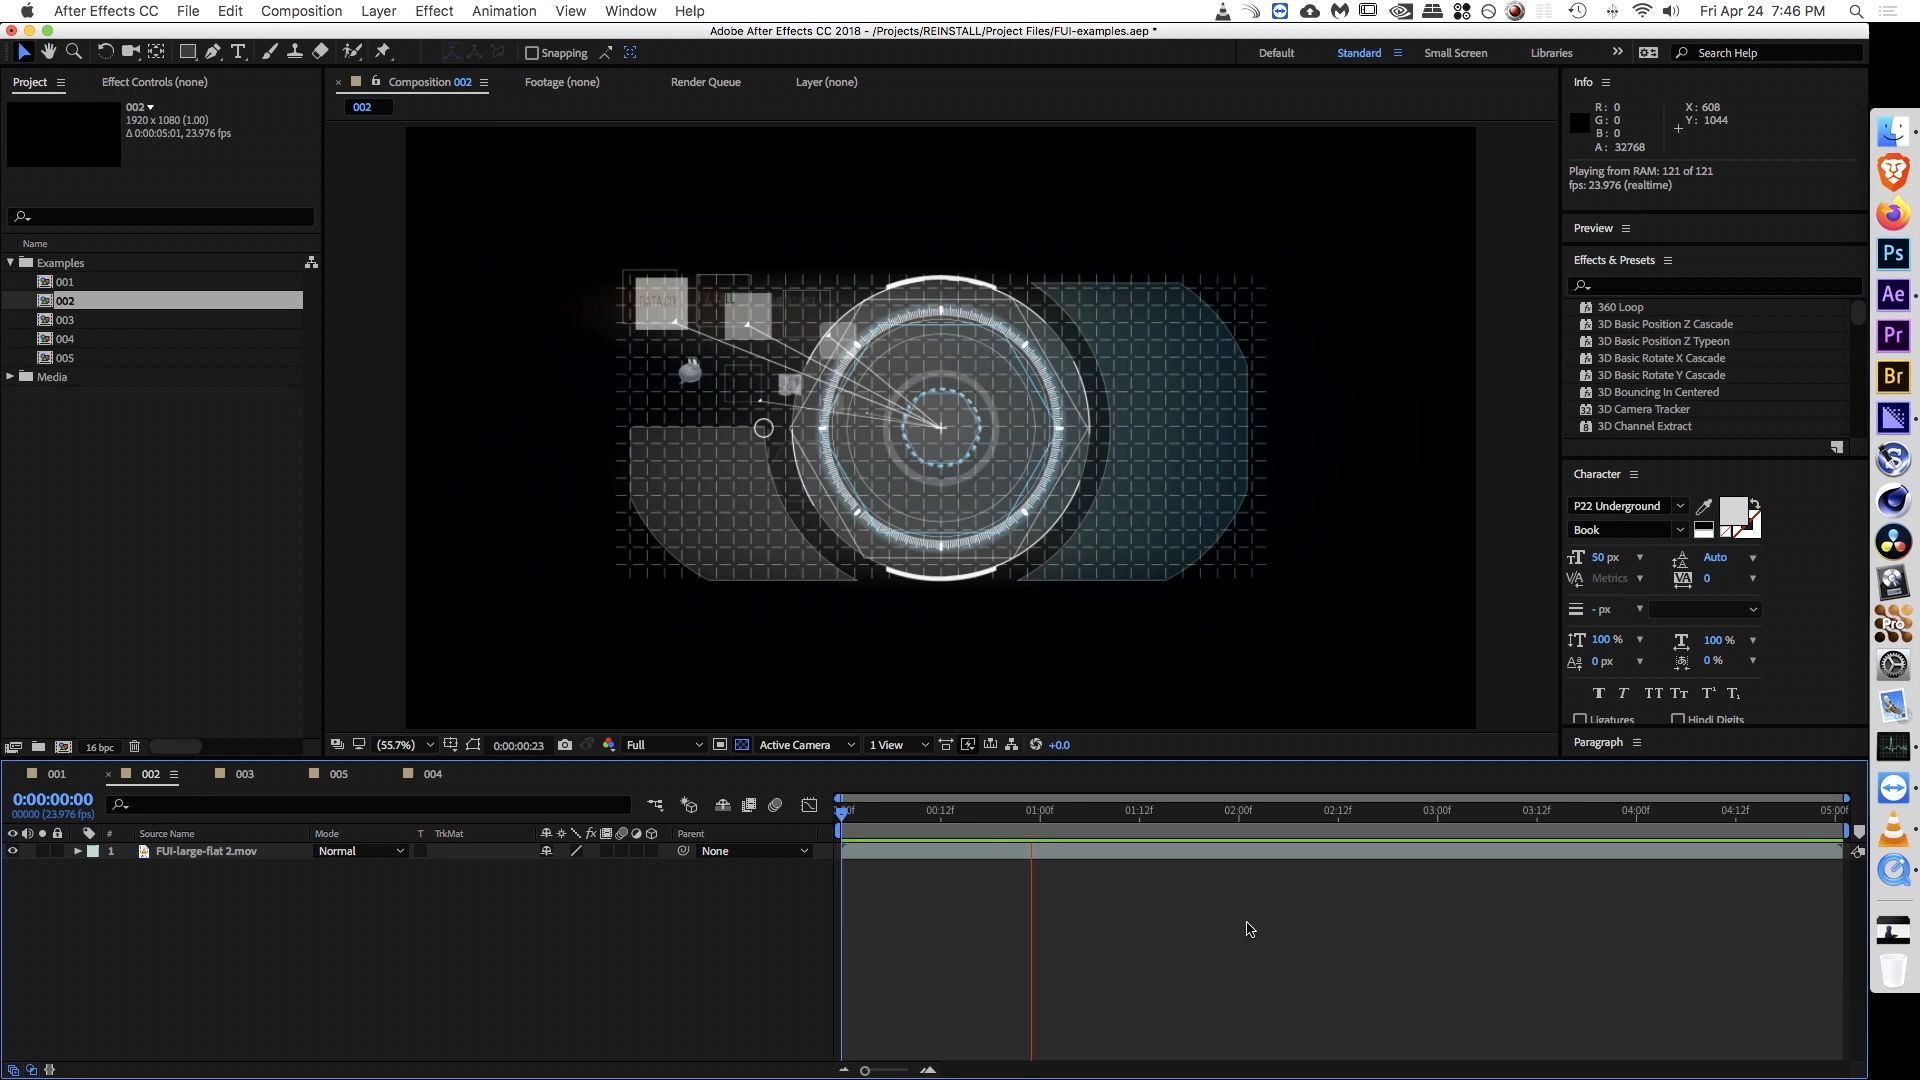 After Effects CC File Edit Composition Layer Effect Animation View Window Help
Fri Apr 24 7:46 PM
Adobe After Effects CC 2018 - /Projects/REINSTALL/Project Files/FUI-examples.aep *
Snapping
Default Standard Small Screen Libraries Search Help
Project Effect Controls (none)
Composition 002 Footage (none) Render Queue Layer (none)
002
1920 x 1080 (1.00)
Δ 0:00:05:01, 23.976 fps
002
Name
Examples
001
002
003
004
005
Media
16 bpc
DATA.CO
(55.7%) 0:00:00:23 Full Active Camera 1 View +0.0
Info
R: 0
G: 0
B: 0
A: 32768
X: 608
Y: 1044
Playing from RAM: 121 of 121
fps: 23.976 (realtime)
Preview
Effects & Presets
360 Loop
3D Basic Position Z Cascade
3D Basic Position Z Typeon
3D Basic Rotate X Cascade
3D Basic Rotate Y Cascade
3D Bouncing In Centered
3D Camera Tracker
3D Channel Extract
Character
P22 Underground
Book
50 px Auto
Metrics 0
- px
100 % 100 %
0 px 0 %
Ligatures Hindi Digits
Paragraph
Ps
Ae
Pr
Br
Pro
001 002 003 005 004
0:00:00:00
00000 (23.976 fps)
# Source Name Mode T TrkMat Parent
1 FUI-large-flat 2.mov Normal None
00:12f 01:00f 01:12f 02:00f 02:12f 03:00f 03:12f 04:00f 04:12f 05:00f